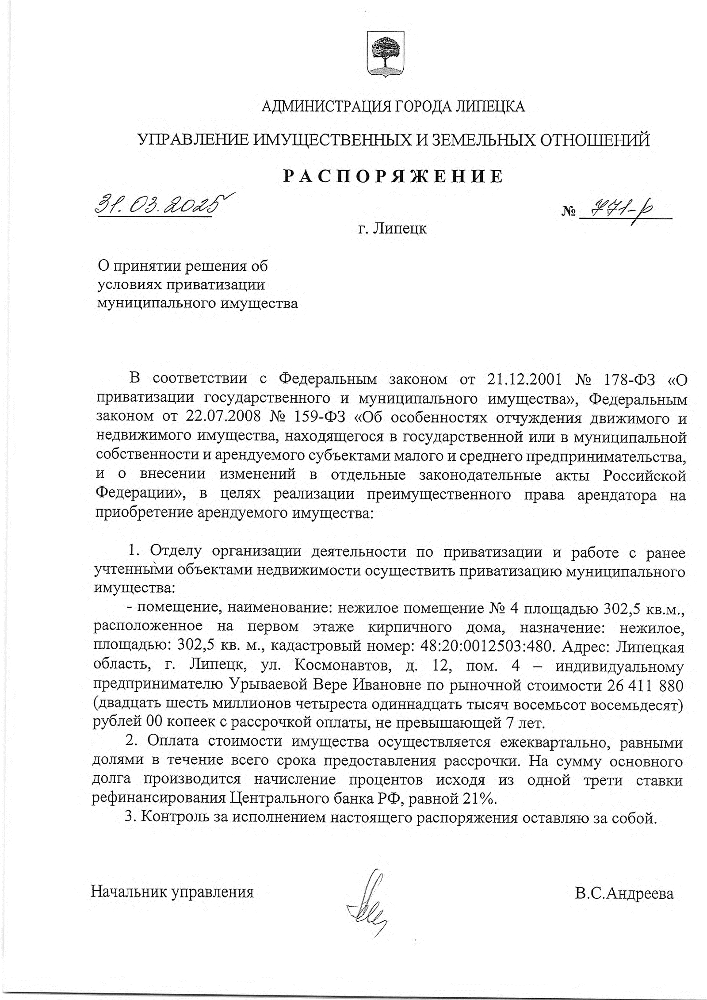 АДМИНИСТРАЦИЯ ГОРОДА ЛИПЕЦКА
УПРАВЛЕНИЕ ИМУЩЕСТВЕННЫХ И ЗЕМЕЛЬНЫХ ОТНОШЕНИЙ
РАСПОРЯЖЕНИЕ
31.03.2025 № 771-р
г. Липецк
О принятии решения об
условиях приватизации
муниципального имущества
В соответствии с Федеральным законом от 21.12.2001 № 178-ФЗ «О
приватизации государственного и муниципального имущества», Федеральным
законом от 22.07.2008 № 159-ФЗ «Об особенностях отчуждения движимого и
недвижимого имущества, находящегося в государственной или в муниципальной
собственности и арендуемого субъектами малого и среднего предпринимательства,
и о внесении изменений в отдельные законодательные акты Российской
Федерации», в целях реализации преимущественного права арендатора на
приобретение арендуемого имущества:
1. Отделу организации деятельности по приватизации и работе с ранее
учтенными объектами недвижимости осуществить приватизацию муниципального
имущества:
- помещение, наименование: нежилое помещение № 4 площадью 302,5 кв.м.,
расположенное на первом этаже кирпичного дома, назначение: нежилое,
площадью: 302,5 кв. м., кадастровый номер: 48:20:0012503:480. Адрес: Липецкая
область, г. Липецк, ул. Космонавтов, д. 12, пом. 4 – индивидуальному
предпринимателю Урываевой Вере Ивановне по рыночной стоимости 26 411 880
(двадцать шесть миллионов четыреста одиннадцать тысяч восемьсот восемьдесят)
рублей 00 копеек с рассрочкой оплаты, не превышающей 7 лет.
2. Оплата стоимости имущества осуществляется ежеквартально, равными
долями в течение всего срока предоставления рассрочки. На сумму основного
долга производится начисление процентов исходя из одной трети ставки
рефинансирования Центрального банка РФ, равной 21%.
3. Контроль за исполнением настоящего распоряжения оставляю за собой.
Начальник управления В.С.Андреева